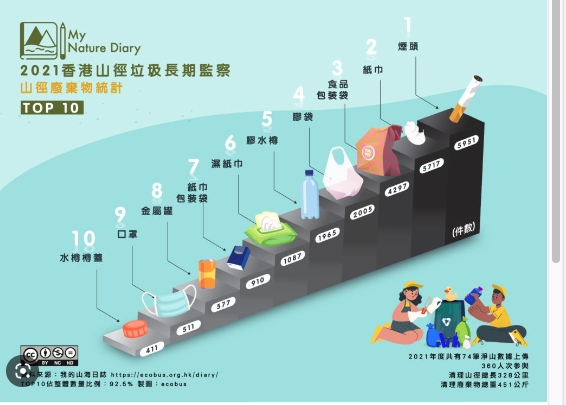 My
Nature Diary
2021香港山徑垃圾長期監察
山徑廢棄物統計
TOP 10
1
煙頭
2
紙巾
3
食品
包裝袋
4
膠袋
5
膠水樽
6
濕紙巾
7
紙巾
包裝袋
8
金屬罐
9
口罩
10
水樽樽蓋
5951
5717
4297
2005
1965
1087
910
577
511
411
(件數)
2021年度共有74筆淨山數據上傳
360人次參與
清理山徑總長328公里
清理廢棄物總重451公斤
CC
BY NC ND
來源:我的山海日誌 https://ecobus.org.hk/diary/
TOP10佔整體數量比例:92.5% 製圖:ecobus